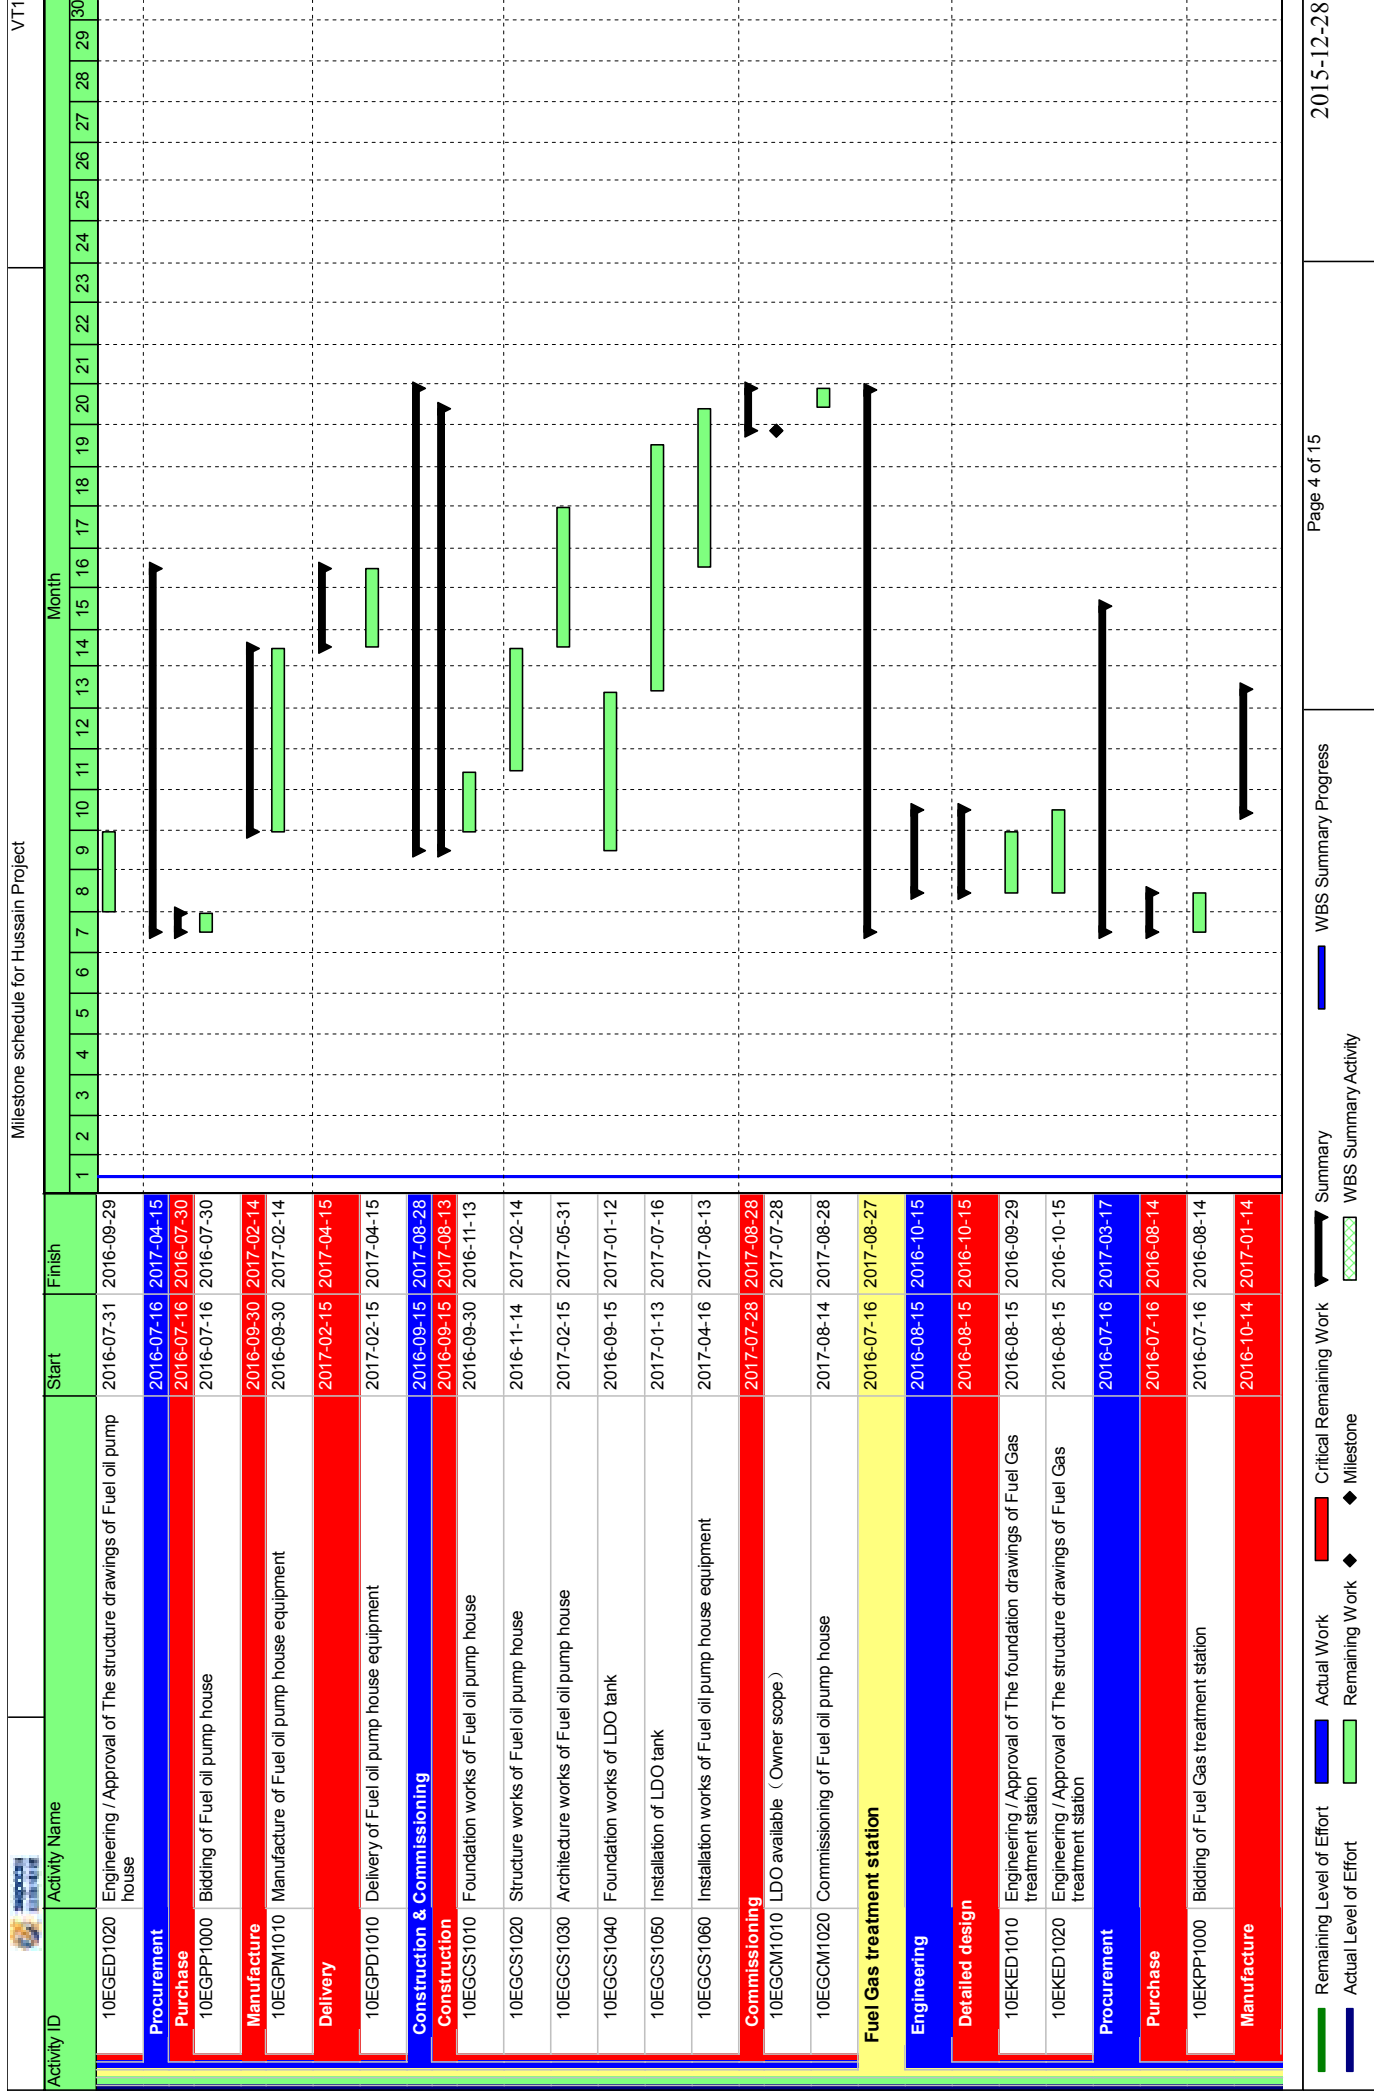 Milestone schedule for Hussain Project
VT1
Activity ID Activity Name Start Finish Month
1 2 3 4 5 6 7 8 9 10 11 12 13 14 15 16 17 18 19 20 21 22 23 24 25 26 27 28 29 30
10EGED1020 Engineering / Approval of The structure drawings of Fuel oil pump 2016-07-31 2016-09-29
house
Procurement 2016-07-16 2017-04-15
Purchase 2016-07-16 2016-07-30
10EGPP1000 Bidding of Fuel oil pump house 2016-07-16 2016-07-30
Manufacture 2016-09-30 2017-02-14
10EGPM1010 Manufacture of Fuel oil pump house equipment 2016-09-30 2017-02-14
Delivery 2017-02-15 2017-04-15
10EGPD1010 Delivery of Fuel oil pump house equipment 2017-02-15 2017-04-15
Construction & Commissioning 2016-09-15 2017-08-28
Construction 2016-09-15 2017-08-13
10EGCS1010 Foundation works of Fuel oil pump house 2016-09-30 2016-11-13
10EGCS1020 Structure works of Fuel oil pump house 2016-11-14 2017-02-14
10EGCS1030 Architecture works of Fuel oil pump house 2017-02-15 2017-05-31
10EGCS1040 Foundation works of LDO tank 2016-09-15 2017-01-12
10EGCS1050 Installation of LDO tank 2017-01-13 2017-07-16
10EGCS1060 Installation works of Fuel oil pump house equipment 2017-04-16 2017-08-13
Commissioning 2017-07-28 2017-08-28
10EGCM1010 LDO available（Owner scope） 2017-07-28
10EGCM1020 Commissioning of Fuel oil pump house 2017-08-14 2017-08-28
Fuel Gas treatment station 2016-07-16 2017-08-27
Engineering 2016-08-15 2016-10-15
Detailed design 2016-08-15 2016-10-15
10EKED1010 Engineering / Approval of The foundation drawings of Fuel Gas 2016-08-15 2016-09-29
treatment station
10EKED1020 Engineering / Approval of The structure drawings of Fuel Gas 2016-08-15 2016-10-15
treatment station
Procurement 2016-07-16 2017-03-17
Purchase 2016-07-16 2016-08-14
10EKPP1000 Bidding of Fuel Gas treatment station 2016-07-16 2016-08-14
Manufacture 2016-10-14 2017-01-14
Remaining Level of Effort Actual Work Critical Remaining Work Summary WBS Summary Progress
Actual Level of Effort Remaining Work Milestone WBS Summary Activity
Page 4 of 15
2015-12-28